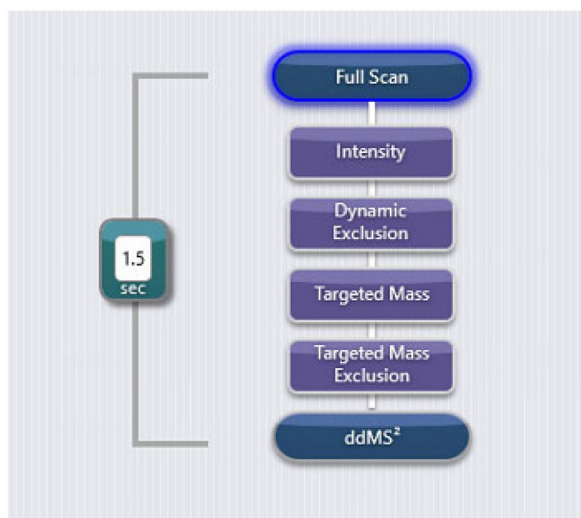 Full Scan
Intensity
Dynamic
Exclusion
1.5
sec
Targeted Mass
Targeted Mass
Exclusion
ddMS²